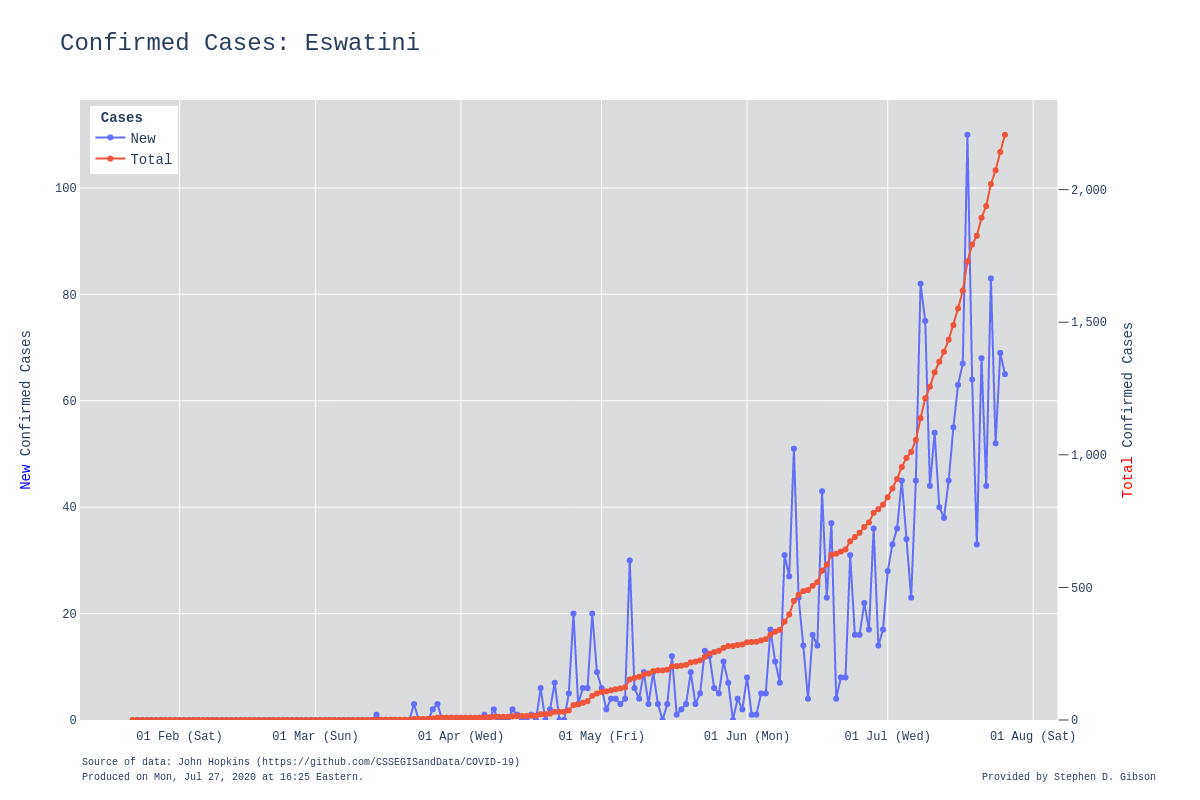 Confirmed Cases: Eswatini
Cases
New
Total
100
80
60
40
20
0
2,000
1,500
1,000
500
0
New Confirmed Cases
Total Confirmed Cases
01 Feb (Sat)
01 Mar (Sun)
01 Apr (Wed)
01 May (Fri)
01 Jun (Mon)
01 Jul (Wed)
01 Aug (Sat)
Source of data: John Hopkins (https://github.com/CSSEGISandData/COVID-19)
Produced on Mon, Jul 27, 2020 at 16:25 Eastern.
Provided by Stephen D. Gibson